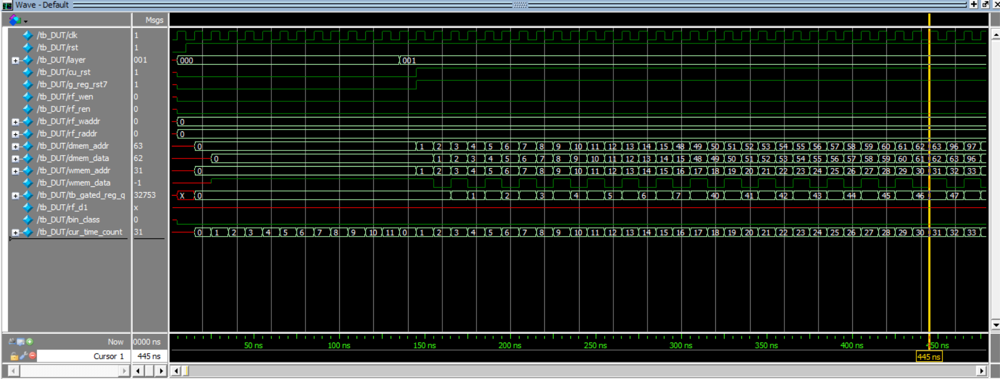 Wave - Default
Msgs
/tb_DUT/clk 1
/tb_DUT/rst 1
/tb_DUT/layer 001 000 001
/tb_DUT/cu_rst 1
/tb_DUT/g_reg_rst7 1
/tb_DUT/rf_wen 0
/tb_DUT/rf_ren 0
/tb_DUT/rf_waddr 0 0
/tb_DUT/rf_raddr 0 0
/tb_DUT/dmem_addr 63 0 1 2 3 4 5 6 7 8 9 10 11 12 13 14 15 48 49 50 51 52 53 54 55 56 57 58 59 60 61 62 63 96 97
/tb_DUT/dmem_data 62 0 1 2 3 4 5 6 7 8 9 10 11 12 13 14 15 48 49 50 51 52 53 54 55 56 57 58 59 60 61 62 63 96
/tb_DUT/wmem_addr 31 0 1 2 3 4 5 6 7 8 9 10 11 12 13 14 15 16 17 18 19 20 21 22 23 24 25 26 27 28 29 30 31 32 33
/tb_DUT/wmem_data -1
/tb_DUT/tb_gated_reg_q 32753 X 0 1 2 3 4 5 6 7 40 41 42 43 44 45 46 47
/tb_DUT/rf_d1 x
/tb_DUT/bin_class 0
/tb_DUT/cur_time_count 31 0 1 2 3 4 5 6 7 8 9 10 11 0 1 2 3 4 5 6 7 8 9 10 11 12 13 14 15 16 17 18 19 20 21 22 23 24 25 26 27 28 29 30 31 32 33
Now 0000 ns
50 ns 100 ns 150 ns 200 ns 250 ns 300 ns 350 ns 400 ns 450 ns
Cursor 1 445 ns 445 ns